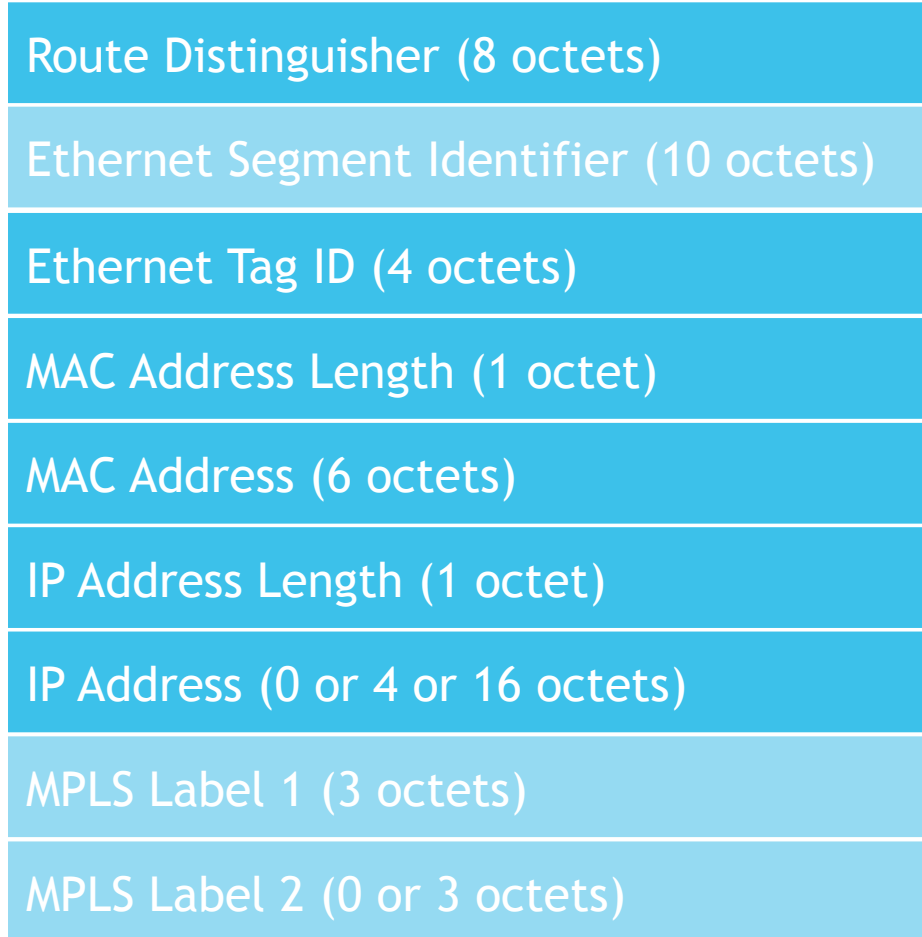 Route Distinguisher (8 octets)
Ethernet Segment Identifier (10 octets)
Ethernet Tag ID (4 octets)
MAC Address Length (1 octet)
MAC Address (6 octets)
IP Address Length (1 octet)
IP Address (0 or 4 or 16 octets)
MPLS Label 1 (3 octets)
MPLS Label 2 (0 or 3 octets)